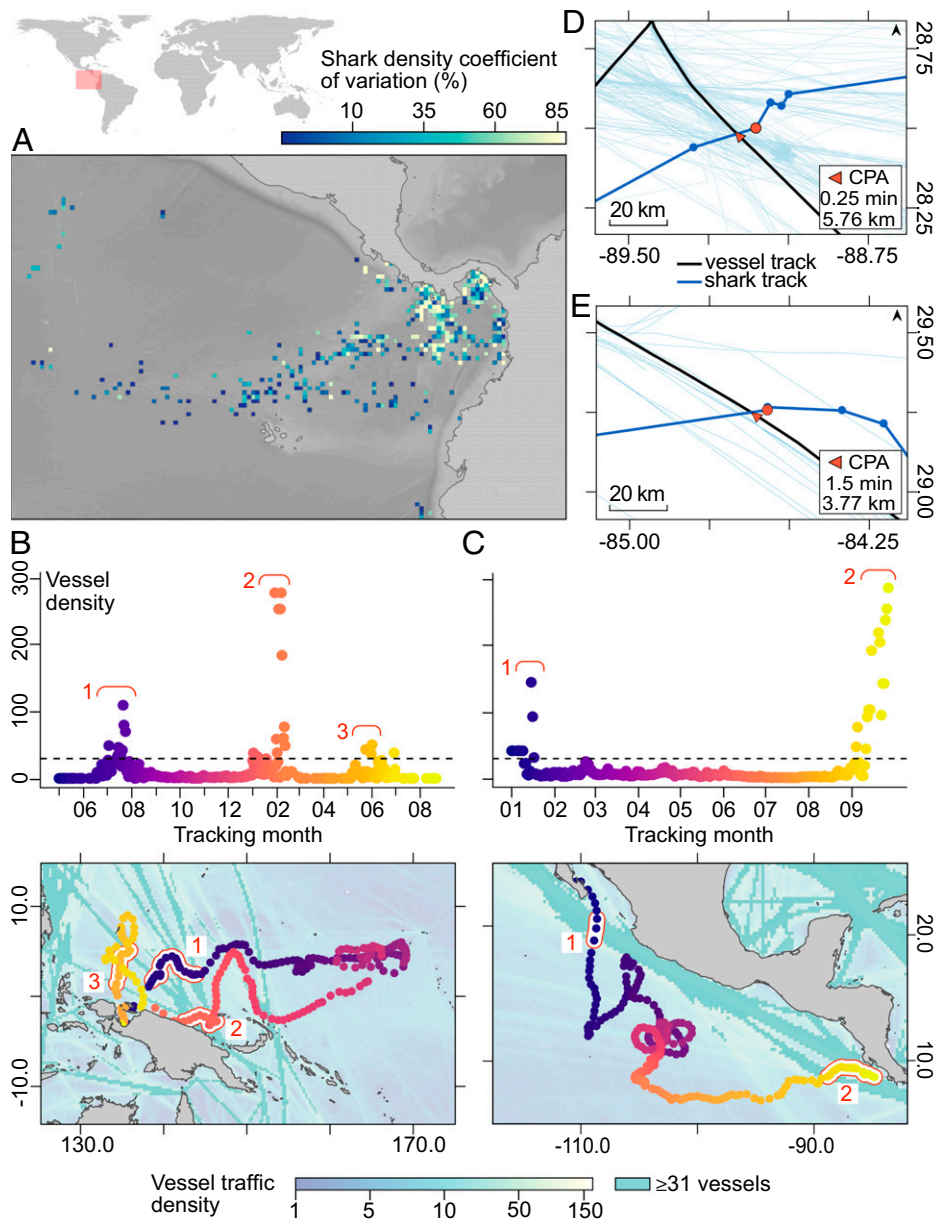 Shark density coefficient
of variation (%)
10 35 60 85
A
D
28.75
28.25
CPA
0.25 min
5.76 km
20 km
-89.50 -88.75
vessel track
shark track
E
29.50
29.00
CPA
1.5 min
3.77 km
20 km
-85.00 -84.25
B
Vessel
density
300
200
100
0
1
2
3
06 08 10 12 02 04 06 08
Tracking month
C
1
2
01 02 03 04 05 06 07 09
Tracking month
10.0
-10.0
1
2
3
130.0 170.0
20.0
10.0
1
2
-110.0 -90.0
Vessel traffic
density
1 5 10 50 150
≥31 vessels